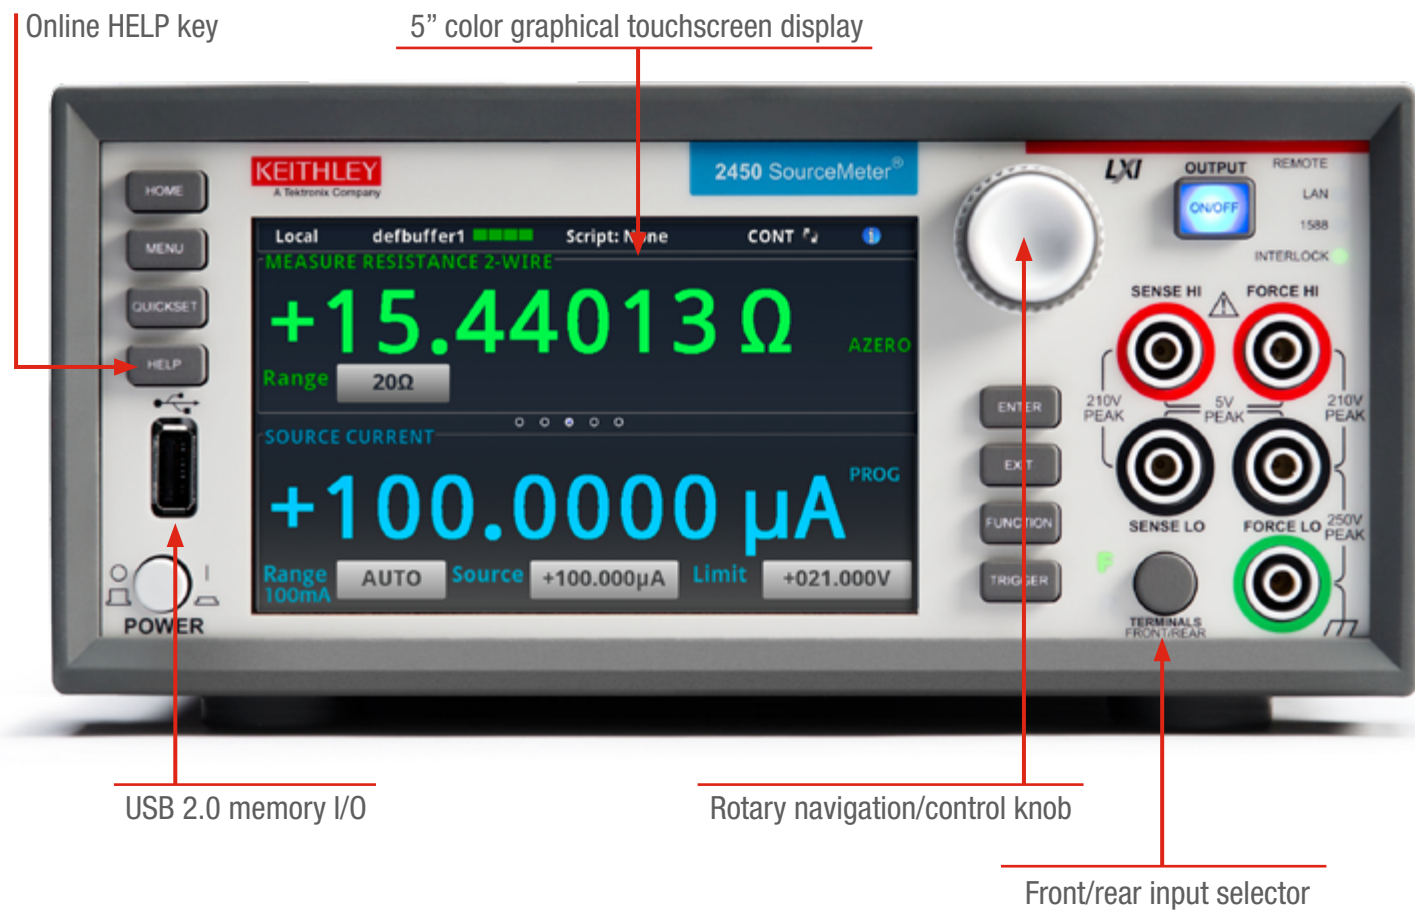 Online HELP key
5” color graphical touchscreen display
KEITHLEY
A Tektronix Company
2450 SourceMeter®
LXI
OUTPUT
ON/OFF
REMOTE
LAN
1588
INTERLOCK
HOME
MENU
QUICKSET
HELP
POWER
Local defbuffer1 Script: None CONT
MEASURE RESISTANCE 2-WIRE
+15.44013 Ω
AZERO
Range 20Ω
SOURCE CURRENT
+100.0000 µA
PROG
Range 100mA AUTO Source +100.000µA Limit +021.000V
ENTER
EXIT
FUNCTION
TRIGGER
SENSE HI FORCE HI
210V PEAK
5V PEAK
210V PEAK
SENSE LO FORCE LO
250V PEAK
F
TERMINALS
FRONT/REAR
USB 2.0 memory I/O
Rotary navigation/control knob
Front/rear input selector